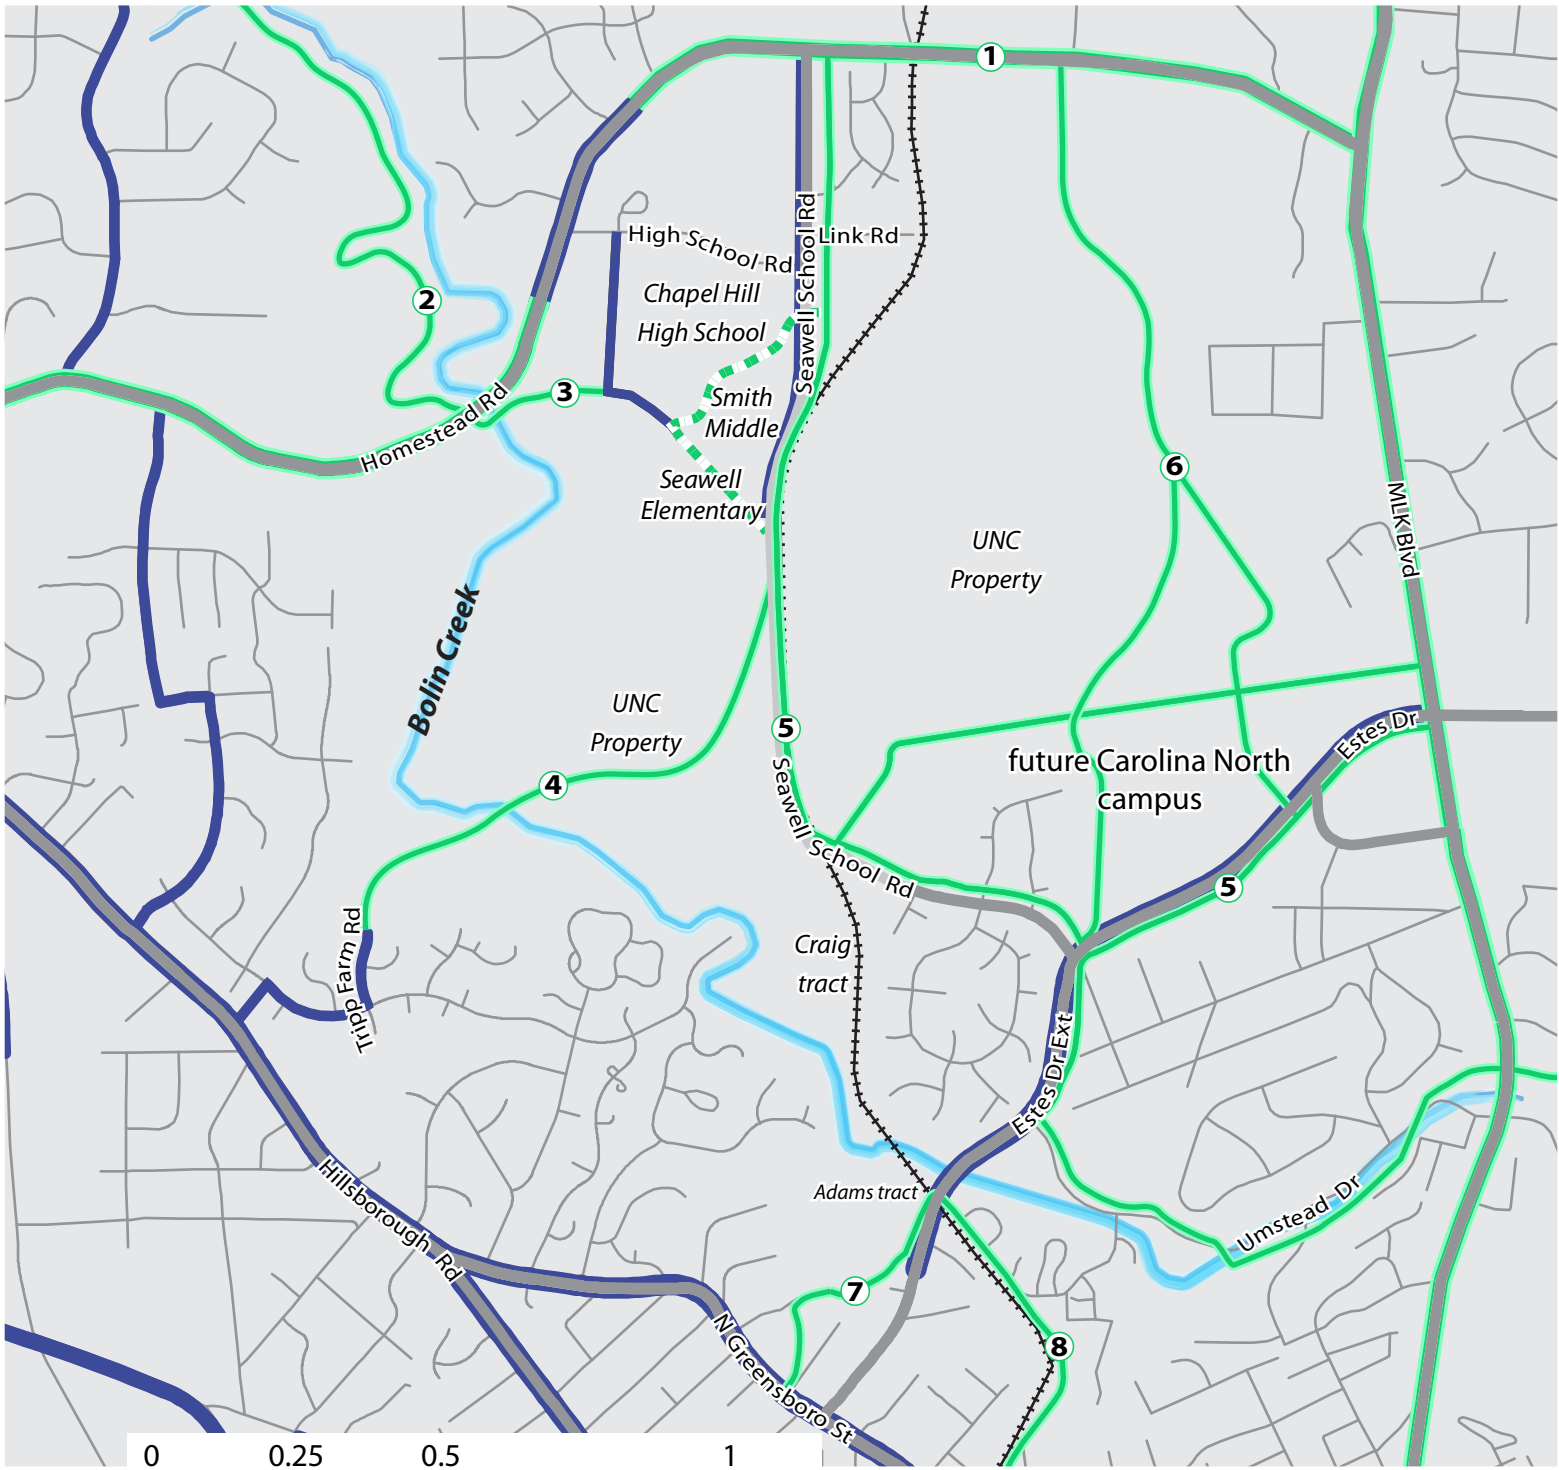 1
Seawell School Rd
High School Rd
Link Rd
Chapel Hill
High School
2
3
Smith
Middle
Homestead Rd
6
Seawell
Elementary
MLK Blvd
UNC
Property
Bolin Creek
UNC
Property
5
Estes Dr
future Carolina North
campus
4
Seawell School Rd
5
Tripp Farm Rd
Craig
tract
Estes Dr Ext
Adams tract
Umstead Dr
Hillsborough Rd
7
N Greensboro St
8
0 0.25 0.5 1